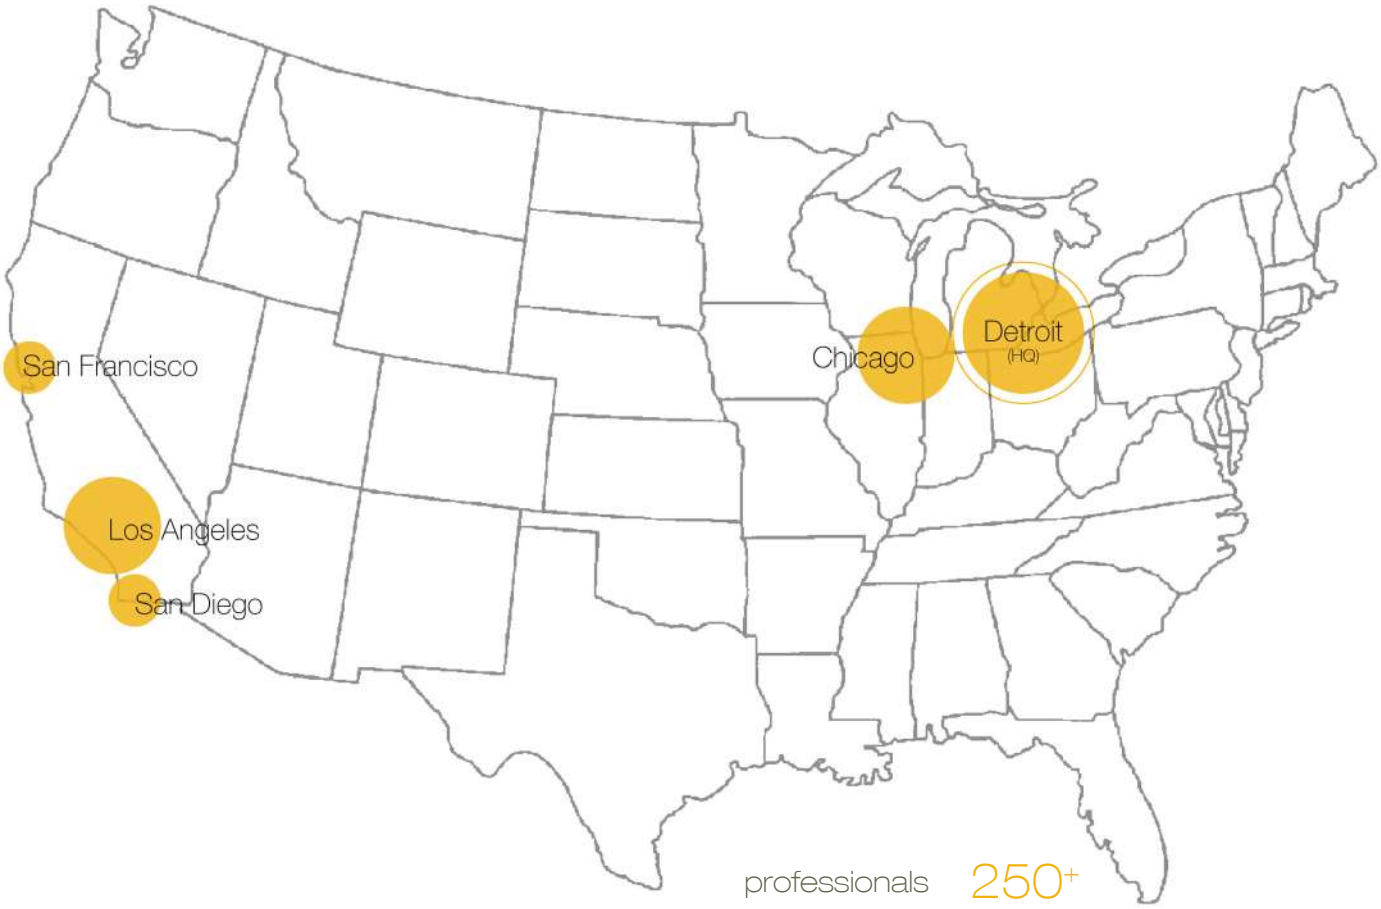 Detroit
(HQ)
Chicago
San Francisco
Los Angeles
San Diego
professionals 250+